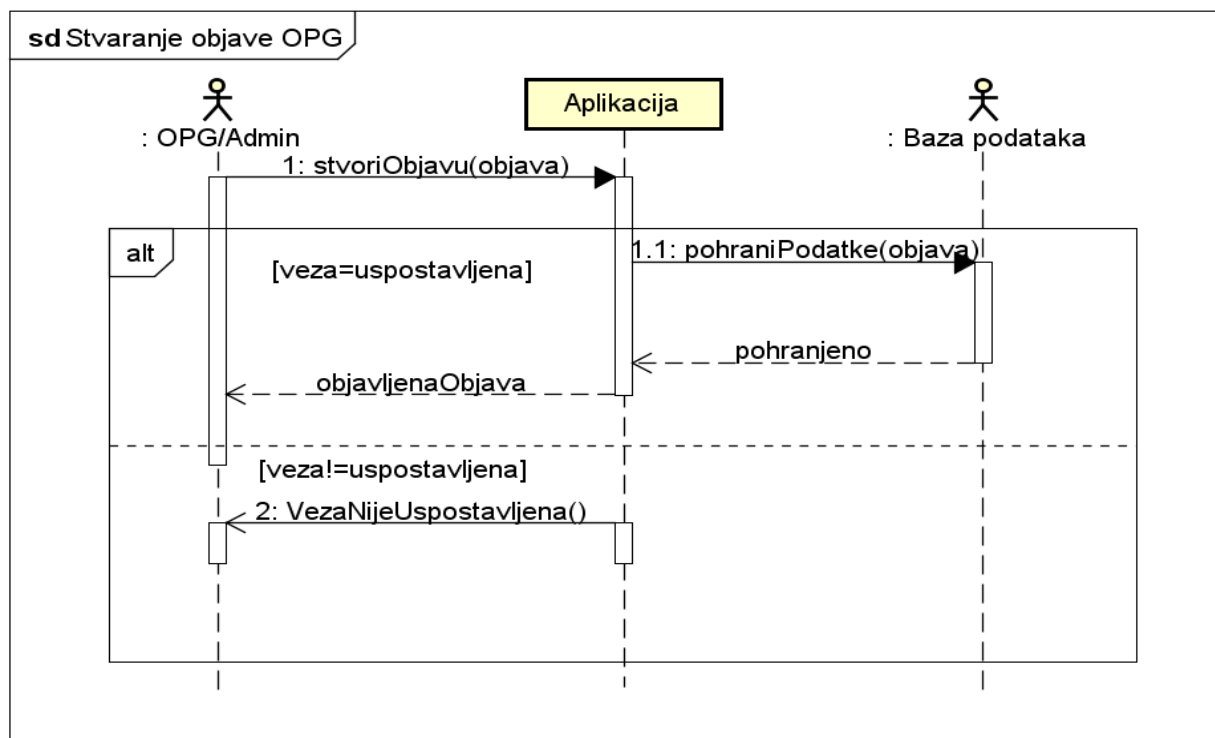 sd Stvaranje objave OPG
Aplikacija
: OPG/Admin
: Baza podataka
1: stvoriObjavu(objava)
alt
1.1: pohraniPodatke(objava)
[veza=uspostavljena]
pohranjeno
objavljenaObjava
[veza!=uspostavljena]
2: VezaNijeUspostavljena()